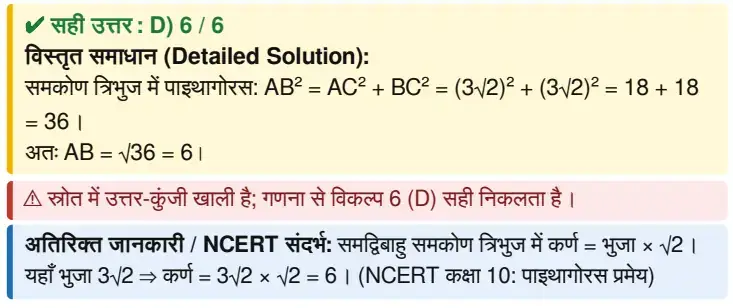 ✔ सही उत्तर : D) 6 / 6
विस्तृत समाधान (Detailed Solution):
समकोण त्रिभुज में पाइथागोरस: AB² = AC² + BC² = (3√2)² + (3√2)² = 18 + 18
= 36।
अतः AB = √36 = 6।
⚠ स्रोत में उत्तर-कुंजी खाली है; गणना से विकल्प 6 (D) सही निकलता है।
अतिरिक्त जानकारी / NCERT संदर्भ: समद्विबाहु समकोण त्रिभुज में कर्ण = भुजा × √2।
यहाँ भुजा 3√2 ⇒ कर्ण = 3√2 × √2 = 6। (NCERT कक्षा 10: पाइथागोरस प्रमेय)